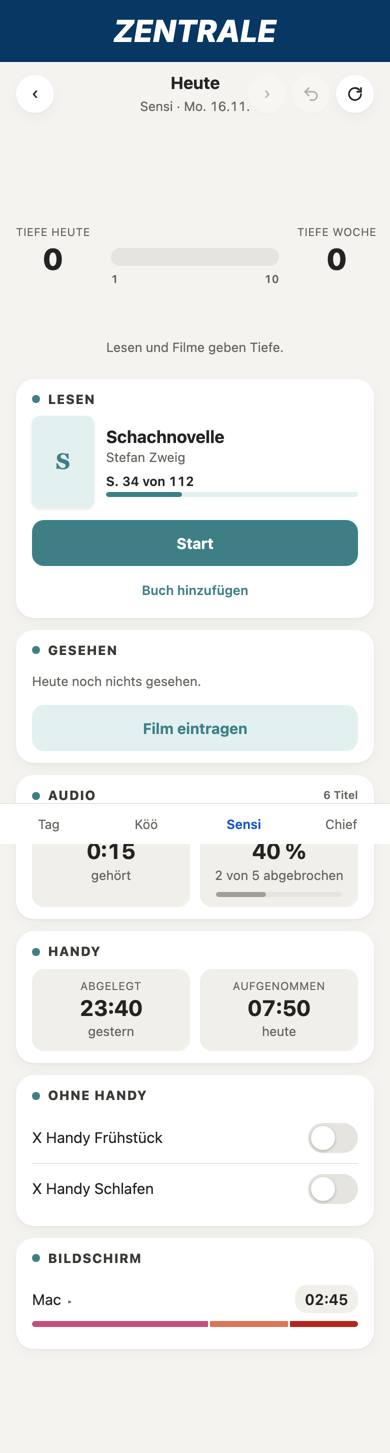 ZENTRALE
‹
Heute
Sensi · Mo. 16.11.
›
TIEFE HEUTE
0
1
10
TIEFE WOCHE
0
Lesen und Filme geben Tiefe.
LESEN
S
Schachnovelle
Stefan Zweig
S. 34 von 112
Start
Buch hinzufügen
GESEHEN
Heute noch nichts gesehen.
Film eintragen
AUDIO
6 Titel
Tag
Köö
Sensi
Chief
0:15
gehört
40 %
2 von 5 abgebrochen
HANDY
ABGELEGT
23:40
gestern
AUFGENOMMEN
07:50
heute
OHNE HANDY
X Handy Frühstück
X Handy Schlafen
BILDSCHIRM
Mac
02:45